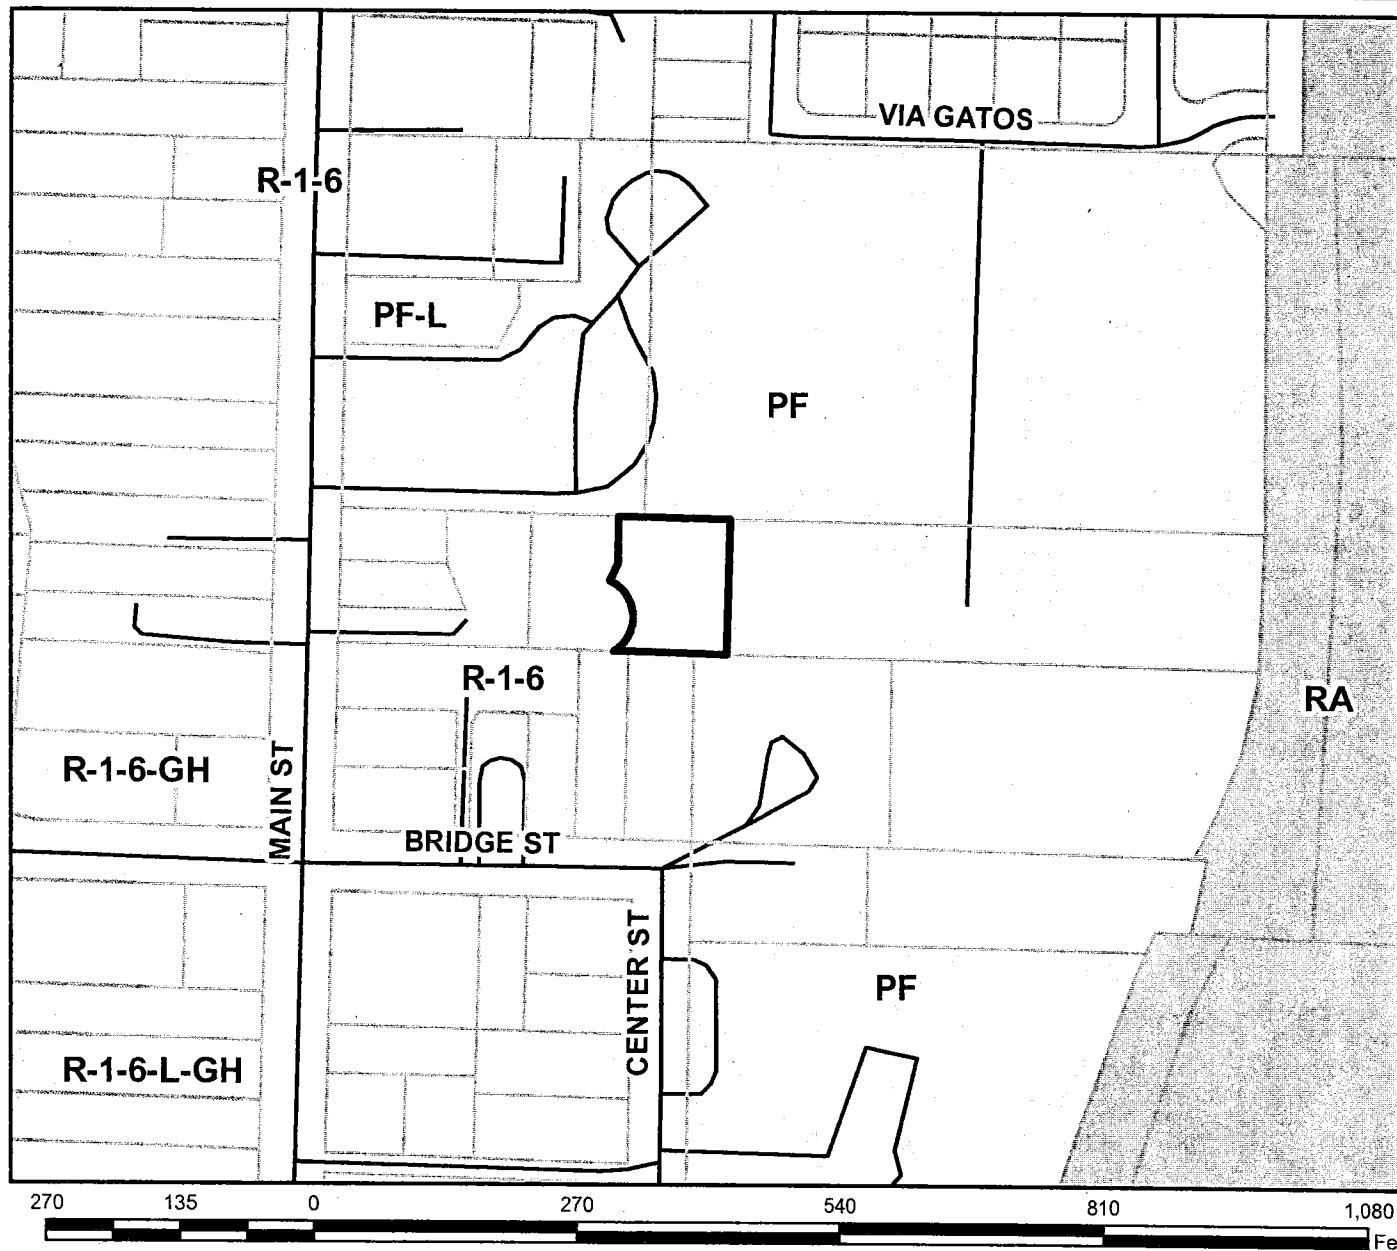 VIA GATOS
R-1-6
PF-L
PF
R-1-6
RA
R-1-6-GH
MAIN ST
BRIDGE ST
CENTER ST
PF
R-1-6-L-GH
270 135 0 270 540 810 1,080
Fe